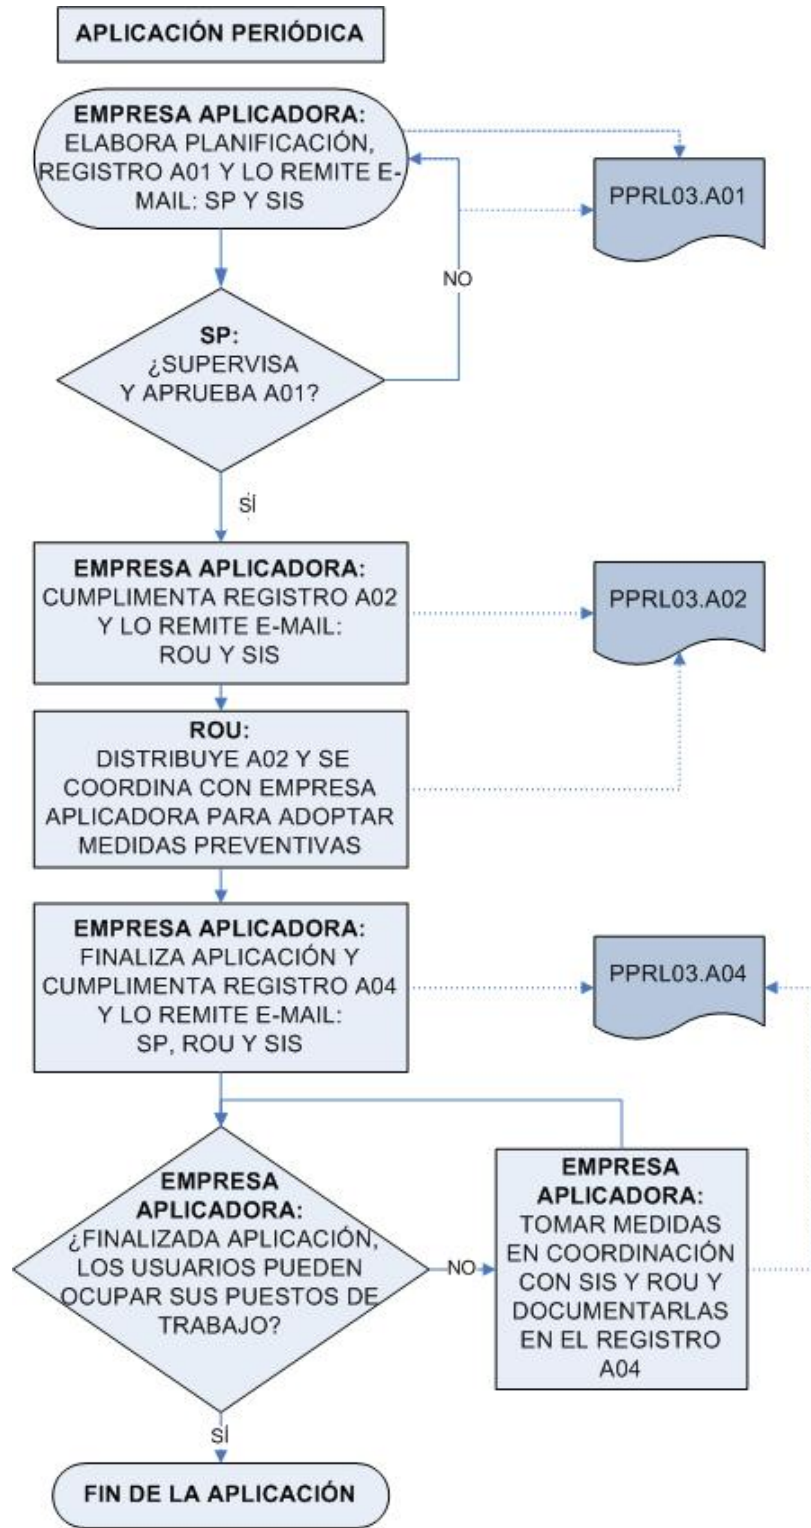 APLICACIÓN PERIÓDICA
EMPRESA APLICADORA:
ELABORA PLANIFICACIÓN,
REGISTRO A01 Y LO REMITE E-
MAIL: SP Y SIS
PPRL03.A01
NO
SP:
¿SUPERVISA
Y APRUEBA A01?
SÍ
EMPRESA APLICADORA:
CUMPLIMENTA REGISTRO A02
Y LO REMITE E-MAIL:
ROU Y SIS
PPRL03.A02
ROU:
DISTRIBUYE A02 Y SE
COORDINA CON EMPRESA
APLICADORA PARA ADOPTAR
MEDIDAS PREVENTIVAS
EMPRESA APLICADORA:
FINALIZA APLICACIÓN Y
CUMPLIMENTA REGISTRO A04
Y LO REMITE E-MAIL:
SP, ROU Y SIS
PPRL03.A04
EMPRESA
APLICADORA:
¿FINALIZADA APLICACIÓN,
LOS USUARIOS PUEDEN
OCUPAR SUS PUESTOS DE
TRABAJO?
NO
EMPRESA
APLICADORA:
TOMAR MEDIDAS
EN COORDINACIÓN
CON SIS Y ROU Y
DOCUMENTARLAS
EN EL REGISTRO
A04
SÍ
FIN DE LA APLICACIÓN